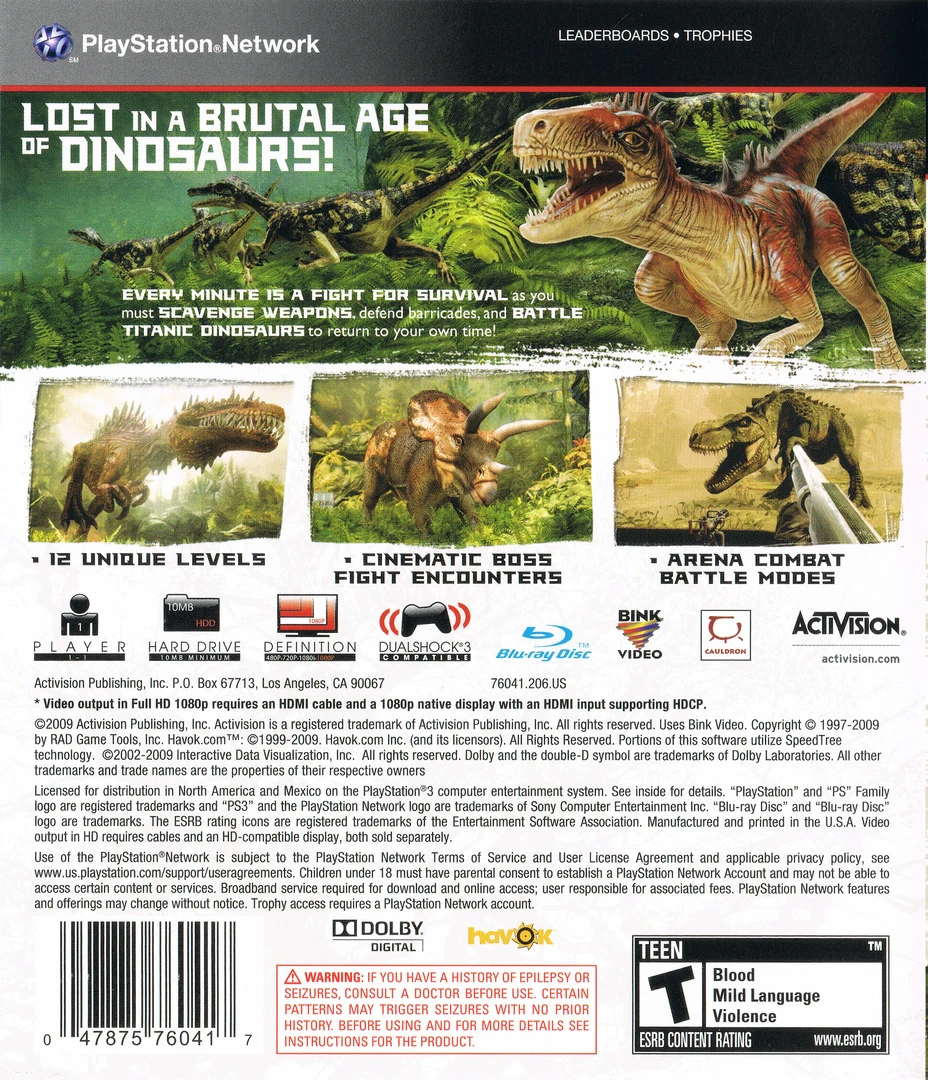 PlayStation®Network
SM
LEADERBOARDS • TROPHIES
LOST IN A BRUTAL AGE
OF DINOSAURS!
EVERY MINUTE IS A FIGHT FOR SURVIVAL as you
must SCAVENGE WEAPONS, defend barricades, and BATTLE
TITANIC DINOSAURS to return to your own time!
▪ 12 UNIQUE LEVELS
▪ CINEMATIC BOSS
FIGHT ENCOUNTERS
▪ ARENA COMBAT
BATTLE MODES
1
PLAYER
1-1
10MB
HDD
HARD DRIVE
10MB MINIMUM
1080P
DEFINITION
480P-720P-1080i-1080P
DUALSHOCK®3
COMPATIBLE
Blu-ray Disc™
BINK
VIDEO
CAULDRON
ACTIVISION®
activision.com
Activision Publishing, Inc. P.O. Box 67713, Los Angeles, CA 90067
76041.206.US
* Video output in Full HD 1080p requires an HDMI cable and a 1080p native display with an HDMI input supporting HDCP.
©2009 Activision Publishing, Inc. Activision is a registered trademark of Activision Publishing, Inc. All rights reserved. Uses Bink Video. Copyright © 1997-2009
by RAD Game Tools, Inc. Havok.com™: ©1999-2009. Havok.com Inc. (and its licensors). All Rights Reserved. Portions of this software utilize SpeedTree
technology. ©2002-2009 Interactive Data Visualization, Inc. All rights reserved. Dolby and the double-D symbol are trademarks of Dolby Laboratories. All other
trademarks and trade names are the properties of their respective owners
Licensed for distribution in North America and Mexico on the PlayStation®3 computer entertainment system. See inside for details. “PlayStation” and “PS” Family
logo are registered trademarks and “PS3” and the PlayStation Network logo are trademarks of Sony Computer Entertainment Inc. “Blu-ray Disc” and “Blu-ray Disc”
logo are trademarks. The ESRB rating icons are registered trademarks of the Entertainment Software Association. Manufactured and printed in the U.S.A. Video
output in HD requires cables and an HD-compatible display, both sold separately.
Use of the PlayStation®Network is subject to the PlayStation Network Terms of Service and User License Agreement and applicable privacy policy, see
www.us.playstation.com/support/useragreements. Children under 18 must have parental consent to establish a PlayStation Network Account and may not be able to
access certain content or services. Broadband service required for download and online access; user responsible for associated fees. PlayStation Network features
and offerings may change without notice. Trophy access requires a PlayStation Network account.
0 47875 76041 7
DOLBY
DIGITAL
havok
⚠ WARNING: IF YOU HAVE A HISTORY OF EPILEPSY OR
SEIZURES, CONSULT A DOCTOR BEFORE USE. CERTAIN
PATTERNS MAY TRIGGER SEIZURES WITH NO PRIOR
HISTORY. BEFORE USING AND FOR MORE DETAILS SEE
INSTRUCTIONS FOR THE PRODUCT.
TEEN
TM
T
Blood
Mild Language
Violence
ESRB CONTENT RATING www.esrb.org